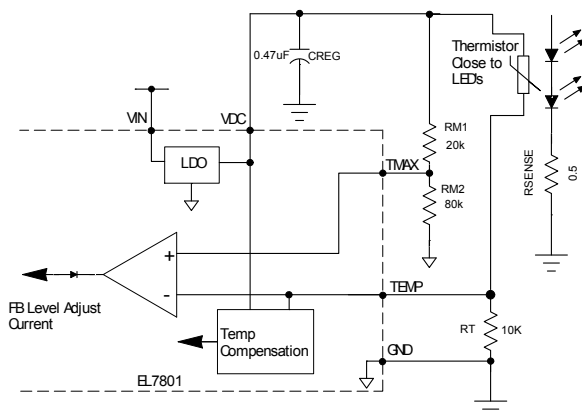 0.47uF
CREG
Thermistor
Close to
LED's
VIN
VDC
LDO
TMAX
RM1
20k
RM2
80k
RSENSE
0.5
+
-
FB Level Adjust
Current
Temp
Compensation
TEMP
GND
RT
10K
EL7801